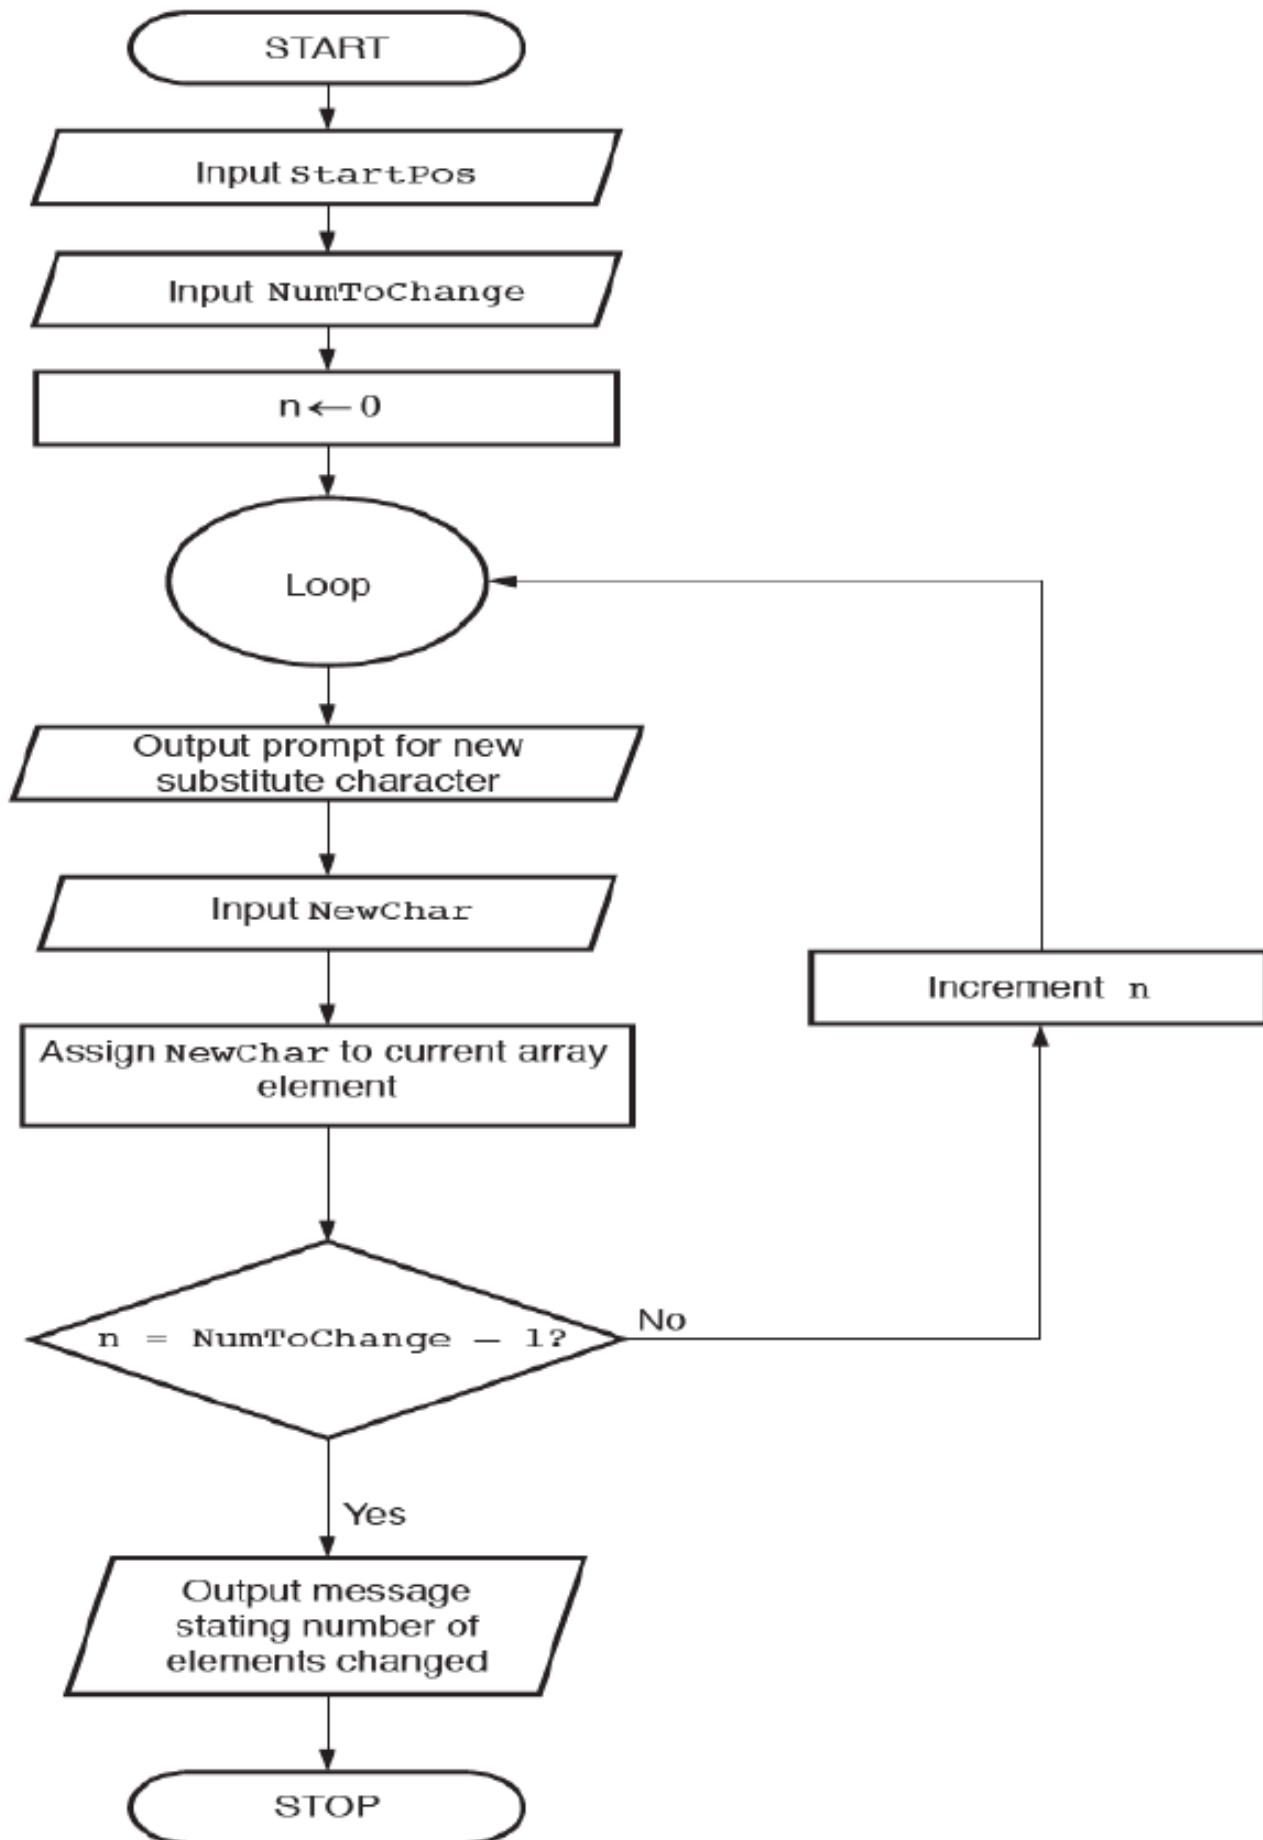 START
Input StartPos
Input NumToChange
n ← 0
Loop
Output prompt for new
substitute character
Input NewChar
Increment n
Assign NewChar to current array
element
n = NumToChange – 1?
No
Yes
Output message
stating number of
elements changed
STOP